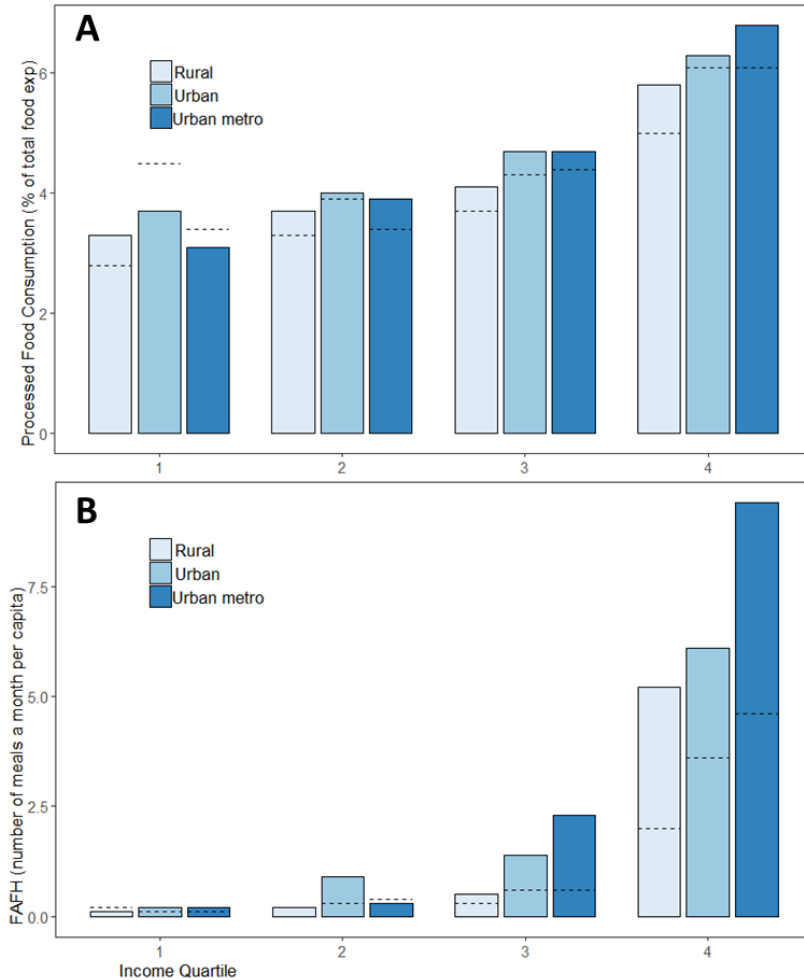 A
Rural
Urban
Urban metro
Processed Food Consumption (% of total food exp)
6
4
2
0
1 2 3 4
B
Rural
Urban
Urban metro
FAFH (number of meals a month per capita)
7.5
5.0
2.5
0.0
1 2 3 4
Income Quartile